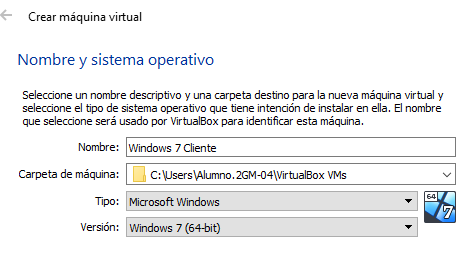 Crear máquina virtual
Nombre y sistema operativo
Seleccione un nombre descriptivo y una carpeta destino para la nueva máquina virtual y
seleccione el tipo de sistema operativo que tiene intención de instalar en ella. El nombre
que seleccione será usado por VirtualBox para identificar esta máquina.
Nombre: Windows 7 Cliente
Carpeta de máquina: C:\Users\Alumno.2GM-04\VirtualBox VMs
Tipo: Microsoft Windows
64
7
Versión: Windows 7 (64-bit)